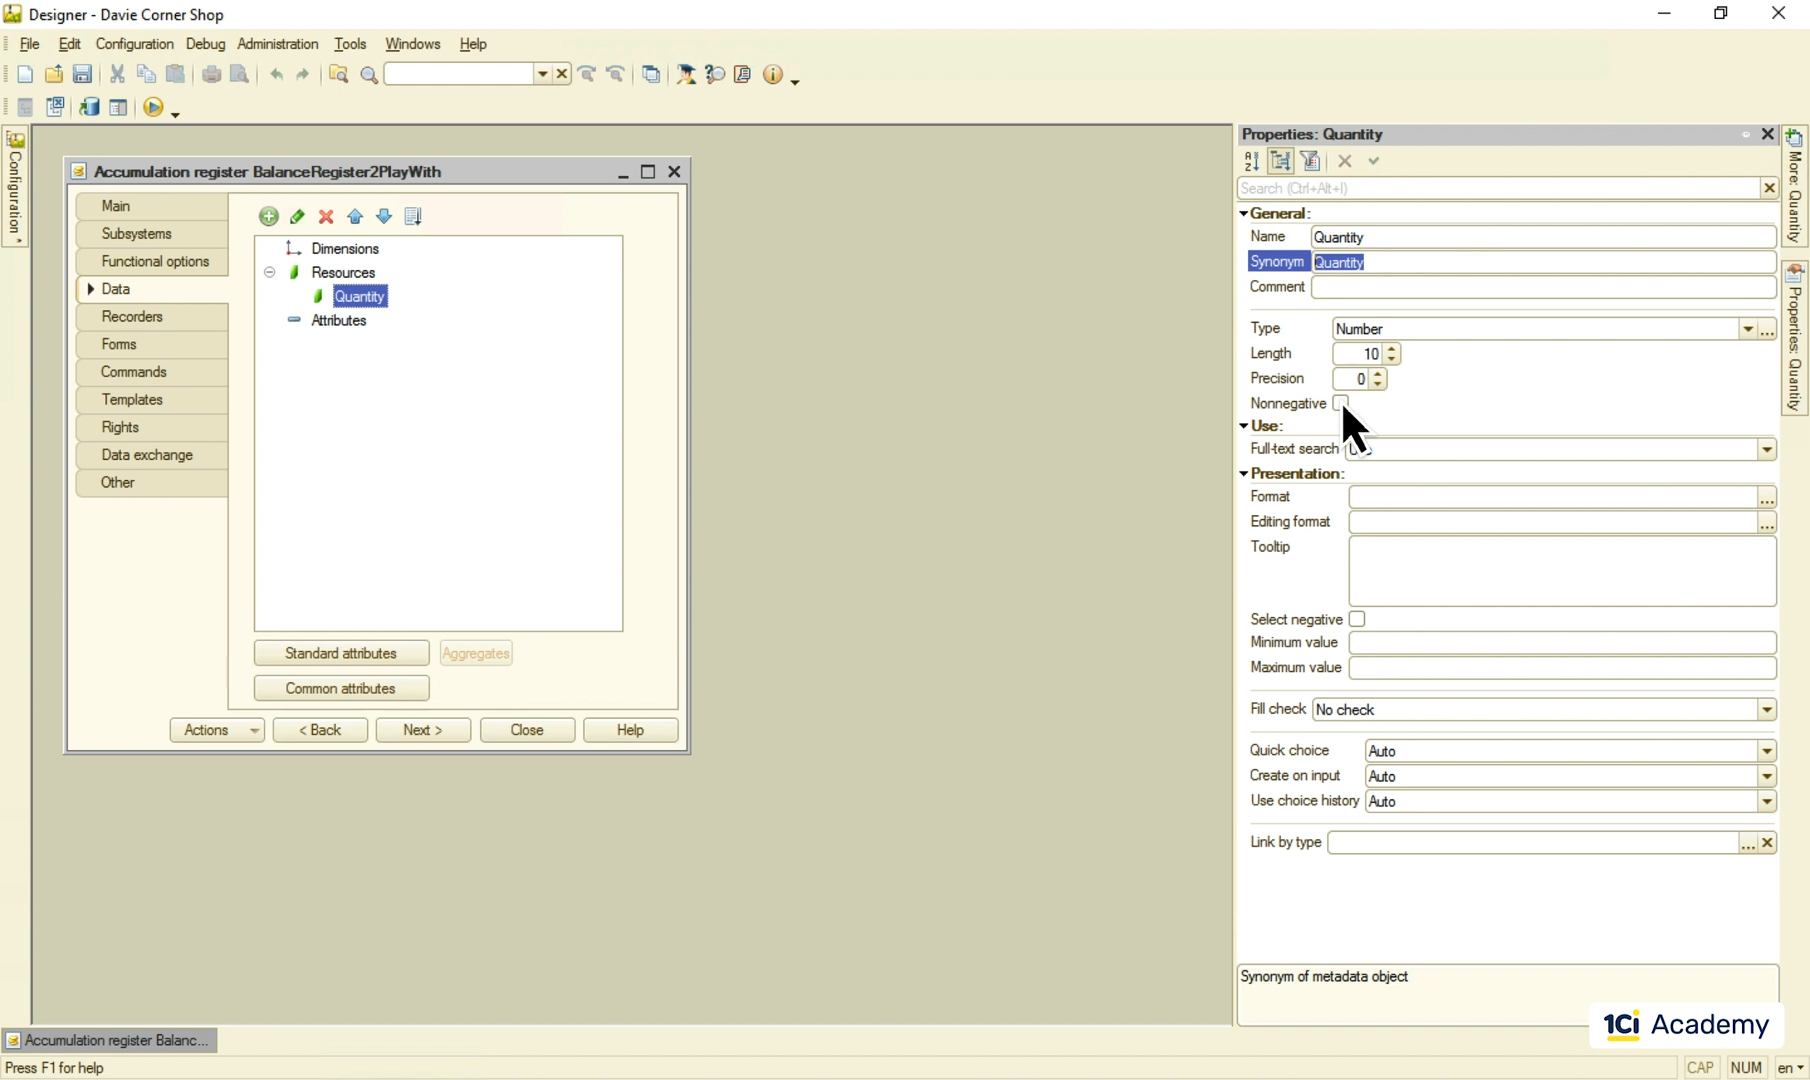 Designer - Davie Corner Shop
File Edit Configuration Debug Administration Tools Windows Help
Configuration
Accumulation register BalanceRegister2PlayWith
Main
Subsystems
Functional options
Data
Recorders
Forms
Commands
Templates
Rights
Data exchange
Other
Dimensions
Resources
Quantity
Attributes
Standard attributes Aggregates
Common attributes
Actions < Back Next > Close Help
Properties: Quantity
Search (Ctrl+Alt+I)
General:
Name Quantity
Synonym Quantity
Comment
Type Number
Length 10
Precision 0
Nonnegative
Use:
Full-text search
Presentation:
Format
Editing format
Tooltip
Select negative
Minimum value
Maximum value
Fill check No check
Quick choice Auto
Create on input Auto
Use choice history Auto
Link by type
Synonym of metadata object
More: Quantity
Properties: Quantity
1Ci Academy
Accumulation register Balanc...
Press F1 for help
CAP NUM en